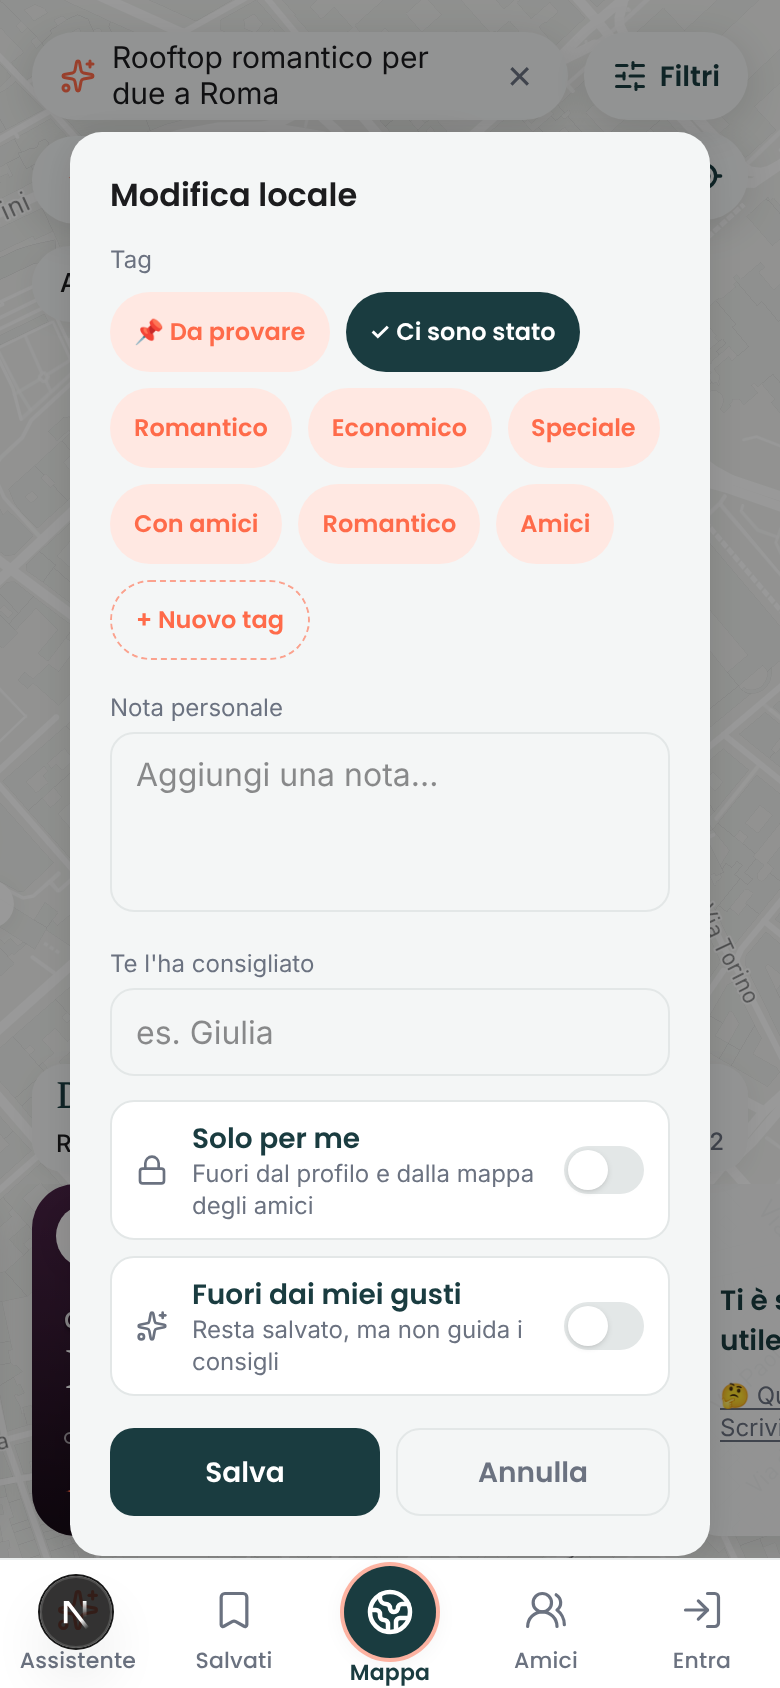 Rooftop romantico per
due a Roma
Filtri
Modifica locale
Tag
📌 Da provare
✓ Ci sono stato
Romantico
Economico
Speciale
Con amici
Romantico
Amici
+ Nuovo tag
Nota personale
Aggiungi una nota...
Te l'ha consigliato
Via Torino
es. Giulia
Solo per me
Fuori dal profilo e dalla mappa
degli amici
Fuori dai miei gusti
Resta salvato, ma non guida i
consigli
Ti è
utile
🤔
Scrivi
Salva
Annulla
N
Assistente
Salvati
Mappa
Amici
Entra